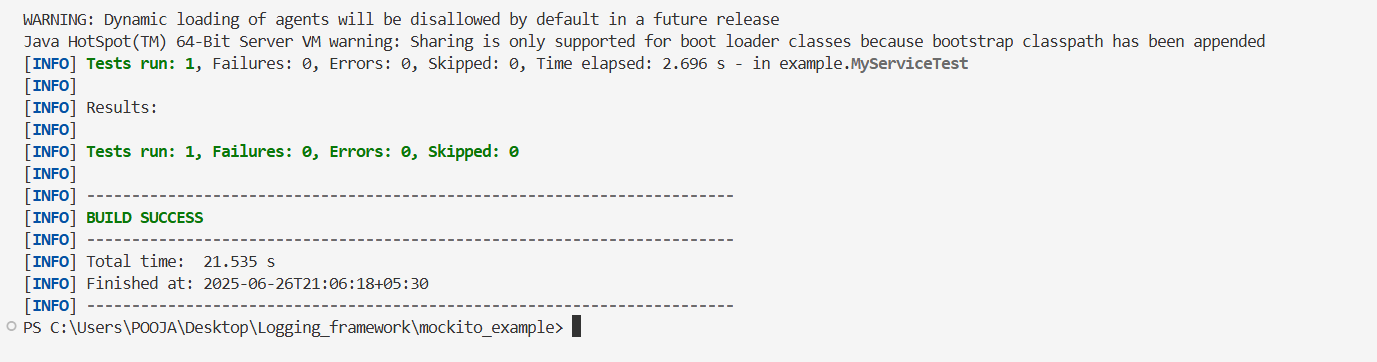 WARNING: Dynamic loading of agents will be disallowed by default in a future release
Java HotSpot(TM) 64-Bit Server VM warning: Sharing is only supported for boot loader classes because bootstrap classpath has been appended
[INFO] Tests run: 1, Failures: 0, Errors: 0, Skipped: 0, Time elapsed: 2.696 s - in example.MyServiceTest
[INFO]
[INFO] Results:
[INFO]
[INFO] Tests run: 1, Failures: 0, Errors: 0, Skipped: 0
[INFO]
[INFO] ------------------------------------------------------------------------
[INFO] BUILD SUCCESS
[INFO] ------------------------------------------------------------------------
[INFO] Total time:  21.535 s
[INFO] Finished at: 2025-06-26T21:06:18+05:30
[INFO] ------------------------------------------------------------------------
PS C:\Users\POOJA\Desktop\Logging_framework\mockito_example>